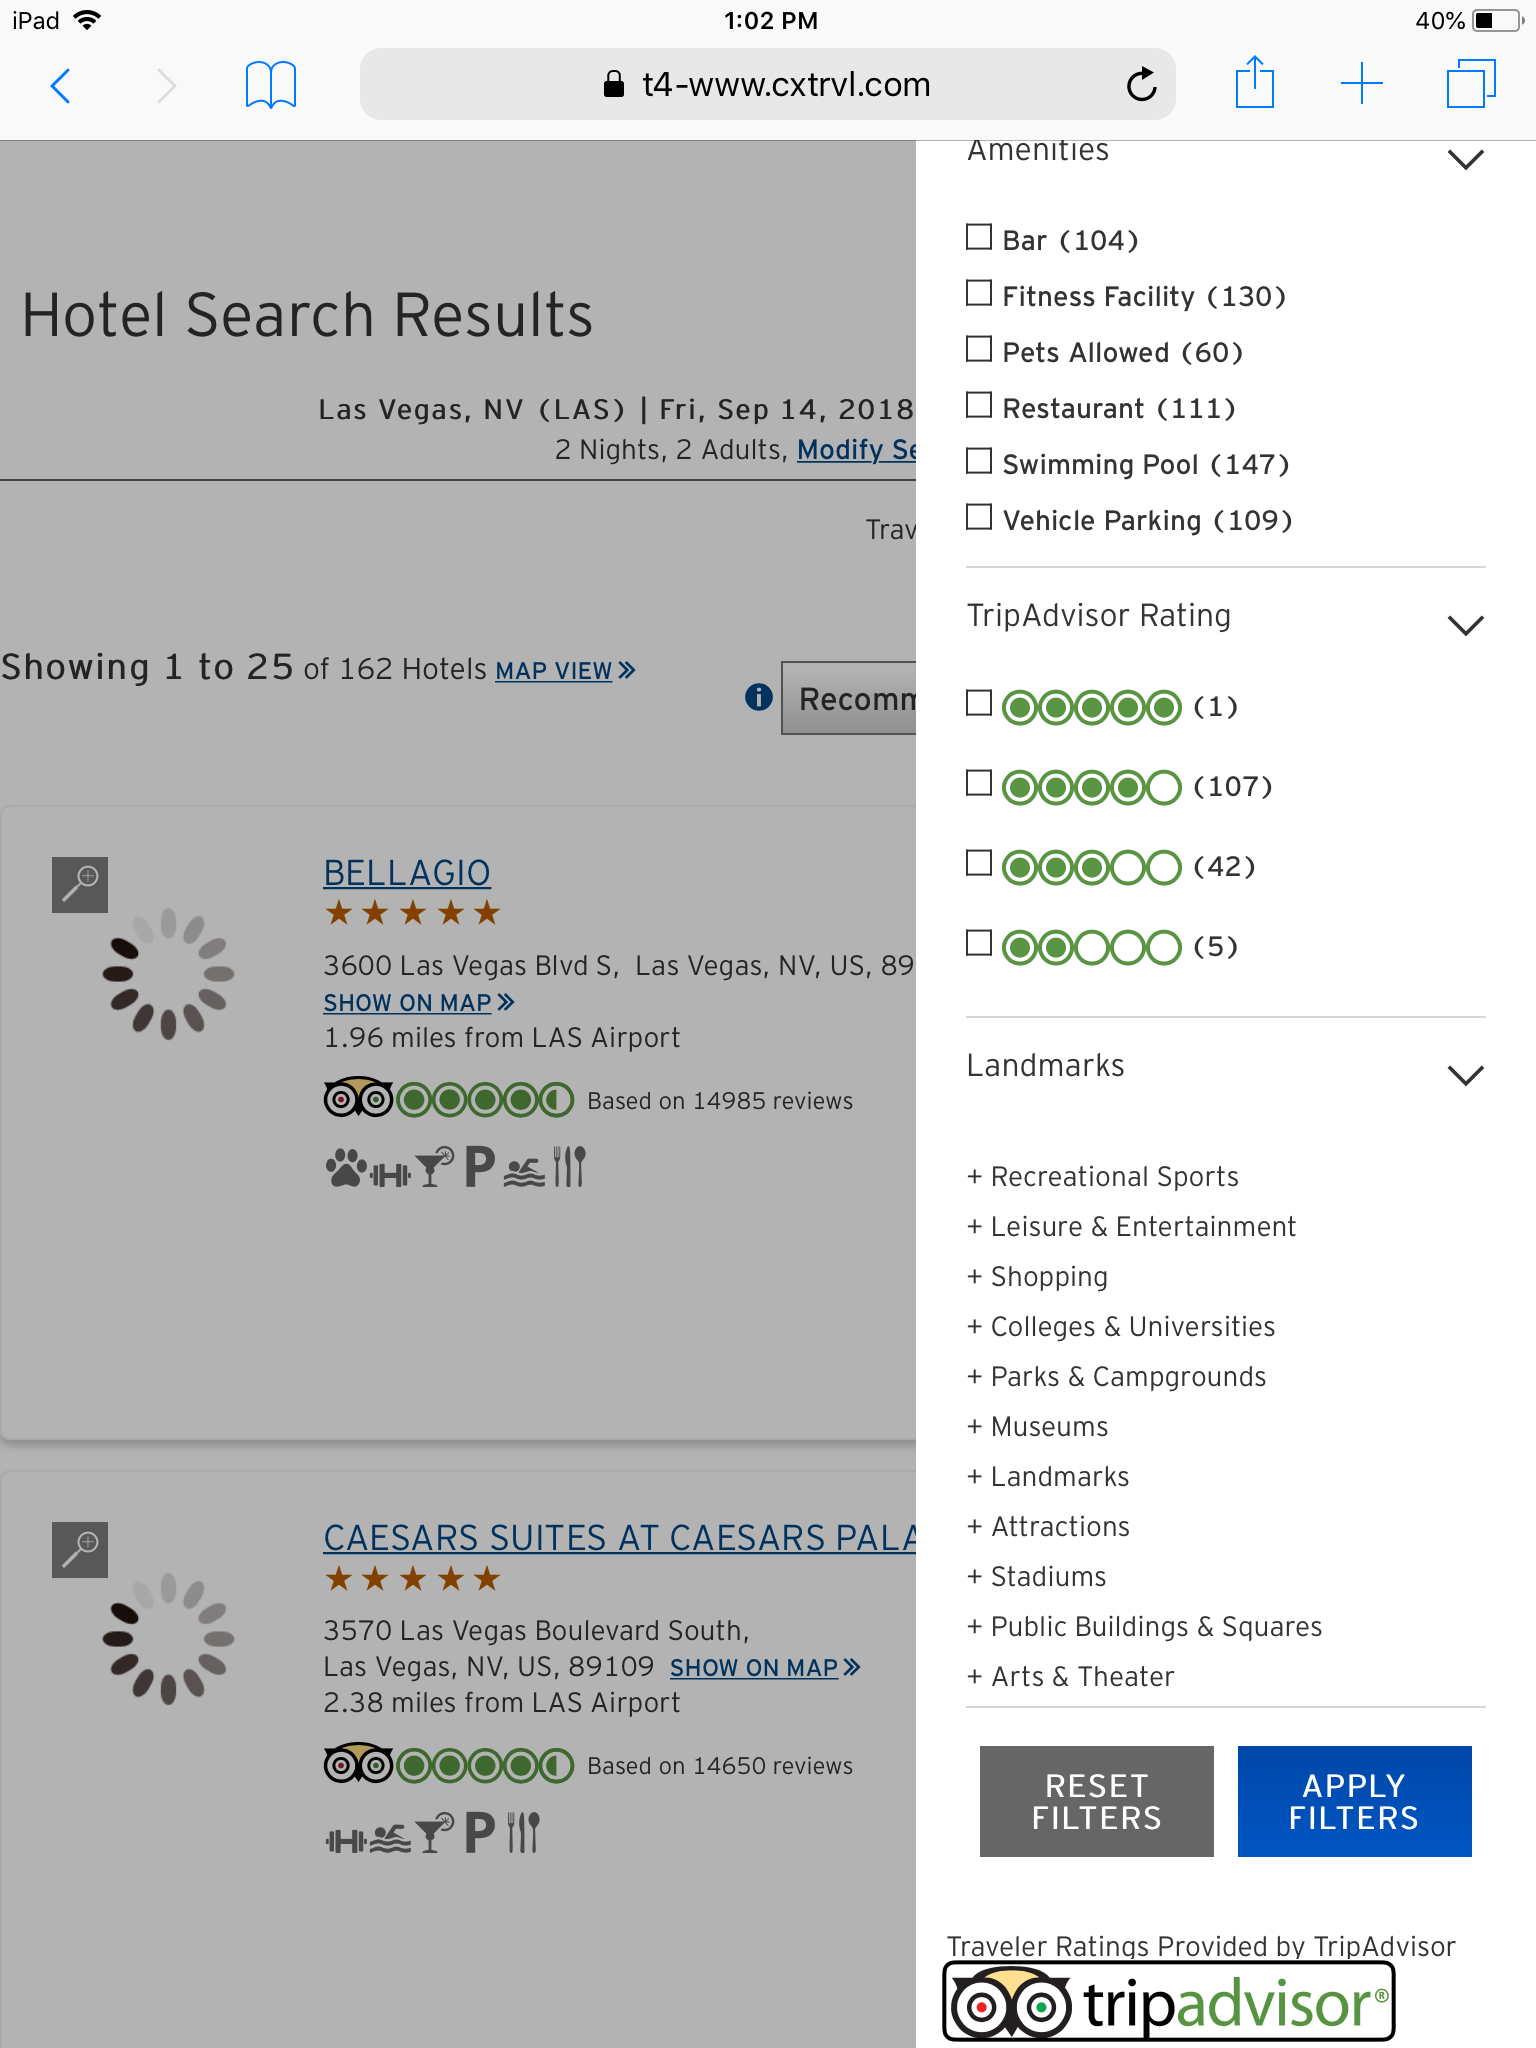 iPad
1:02 PM
40%
t4-www.cxtrvl.com
Hotel Search Results
Las Vegas, NV (LAS) | Fri, Sep 14, 2018
2 Nights, 2 Adults, Modify Se
Trav
Showing 1 to 25 of 162 Hotels MAP VIEW
Recomm
BELLAGIO
3600 Las Vegas Blvd S, Las Vegas, NV, US, 89
SHOW ON MAP
1.96 miles from LAS Airport
Based on 14985 reviews
P
CAESARS SUITES AT CAESARS PALA
3570 Las Vegas Boulevard South,
Las Vegas, NV, US, 89109 SHOW ON MAP
2.38 miles from LAS Airport
Based on 14650 reviews
P
Amenities
Bar (104)
Fitness Facility (130)
Pets Allowed (60)
Restaurant (111)
Swimming Pool (147)
Vehicle Parking (109)
TripAdvisor Rating
(1)
(107)
(42)
(5)
Landmarks
+ Recreational Sports
+ Leisure & Entertainment
+ Shopping
+ Colleges & Universities
+ Parks & Campgrounds
+ Museums
+ Landmarks
+ Attractions
+ Stadiums
+ Public Buildings & Squares
+ Arts & Theater
RESET
FILTERS
APPLY
FILTERS
Traveler Ratings Provided by TripAdvisor
tripadvisor®